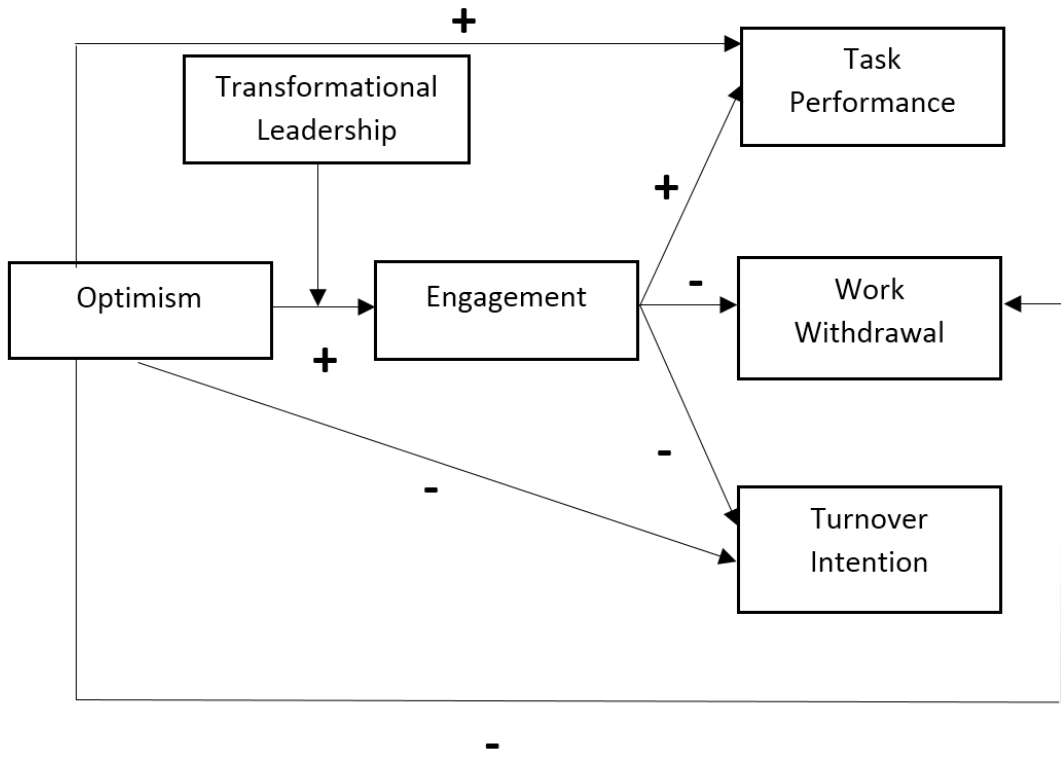 +
Task
Performance
Transformational
Leadership
+
Optimism
Engagement
-
Work
Withdrawal
+
-
-
Turnover
Intention
-